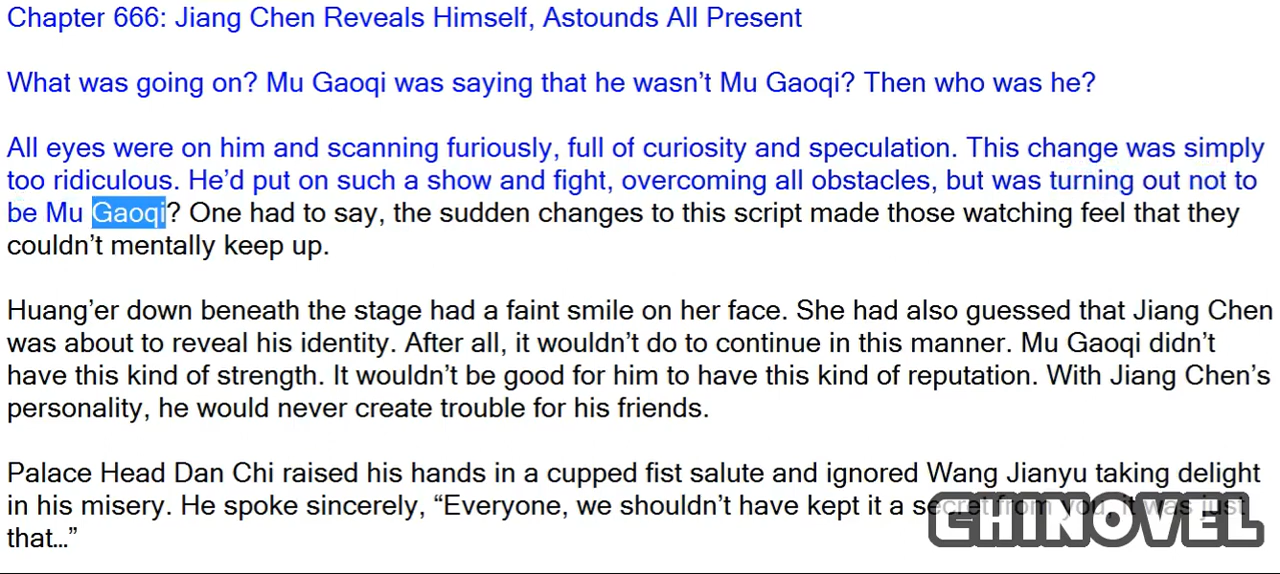 Chapter 666: Jiang Chen Reveals Himself, Astounds All Present
What was going on? Mu Gaoqi was saying that he wasn’t Mu Gaoqi? Then who was he?
All eyes were on him and scanning furiously, full of curiosity and speculation. This change was simply
too ridiculous. He’d put on such a show and fight, overcoming all obstacles, but was turning out not to
be Mu Gaoqi? One had to say, the sudden changes to this script made those watching feel that they
couldn’t mentally keep up.
Huang’er down beneath the stage had a faint smile on her face. She had also guessed that Jiang Chen
was about to reveal his identity. After all, it wouldn’t do to continue in this manner. Mu Gaoqi didn’t
have this kind of strength. It wouldn’t be good for him to have this kind of reputation. With Jiang Chen’s
personality, he would never create trouble for his friends.
Palace Head Dan Chi raised his hands in a cupped fist salute and ignored Wang Jianyu taking delight
in his misery. He spoke sincerely, “Everyone, we shouldn’t have kept it a secret from you, it was just
that...”
CHINOVEL